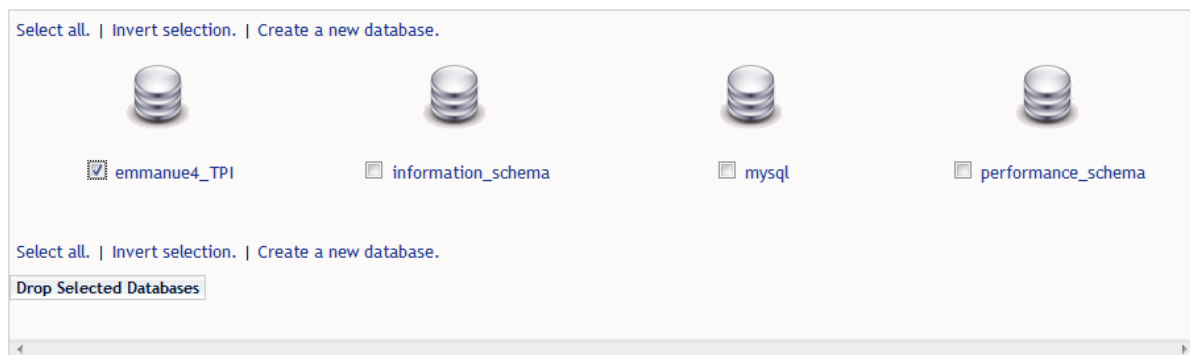 Select all. | Invert selection. | Create a new database.
emmanue4_TPI information_schema mysql performance_schema
Select all. | Invert selection. | Create a new database.
Drop Selected Databases